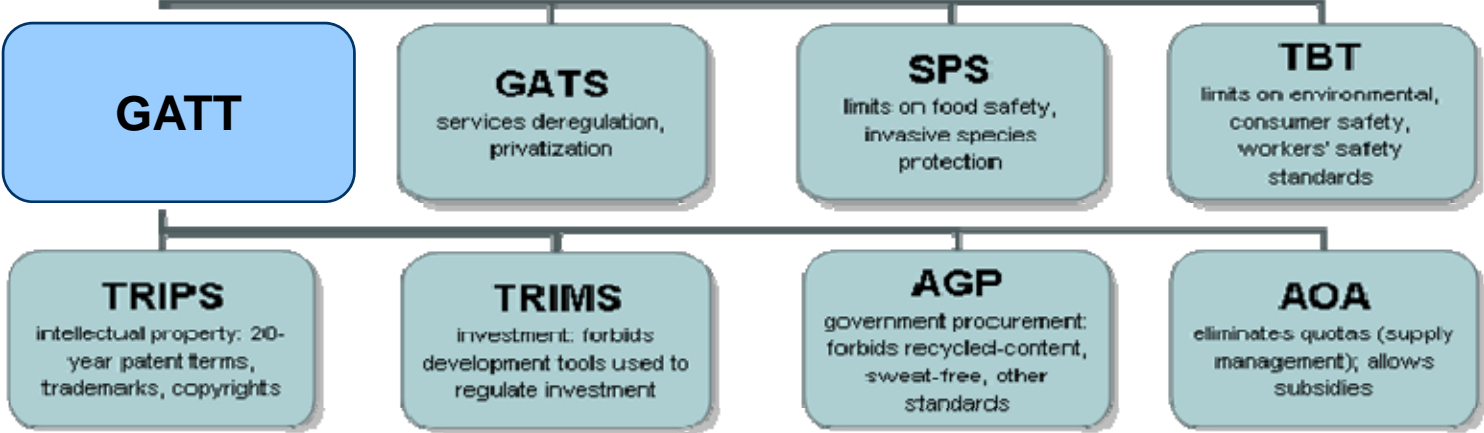 GATT
GATS
services deregulation,
privatization
SPS
limits on food safety,
invasive species
protection
TBT
limits on environmental,
consumer safety,
workers' safety
standards
TRIPS
intellectual property: 20-
year patent terms,
trademarks, copyrights
TRIMS
investment: forbids
development tools used to
regulate investment
AGP
government procurement:
forbids recycled-content,
sweat-free, other
standards
AOA
eliminates quotas (supply
management); allows
subsidies